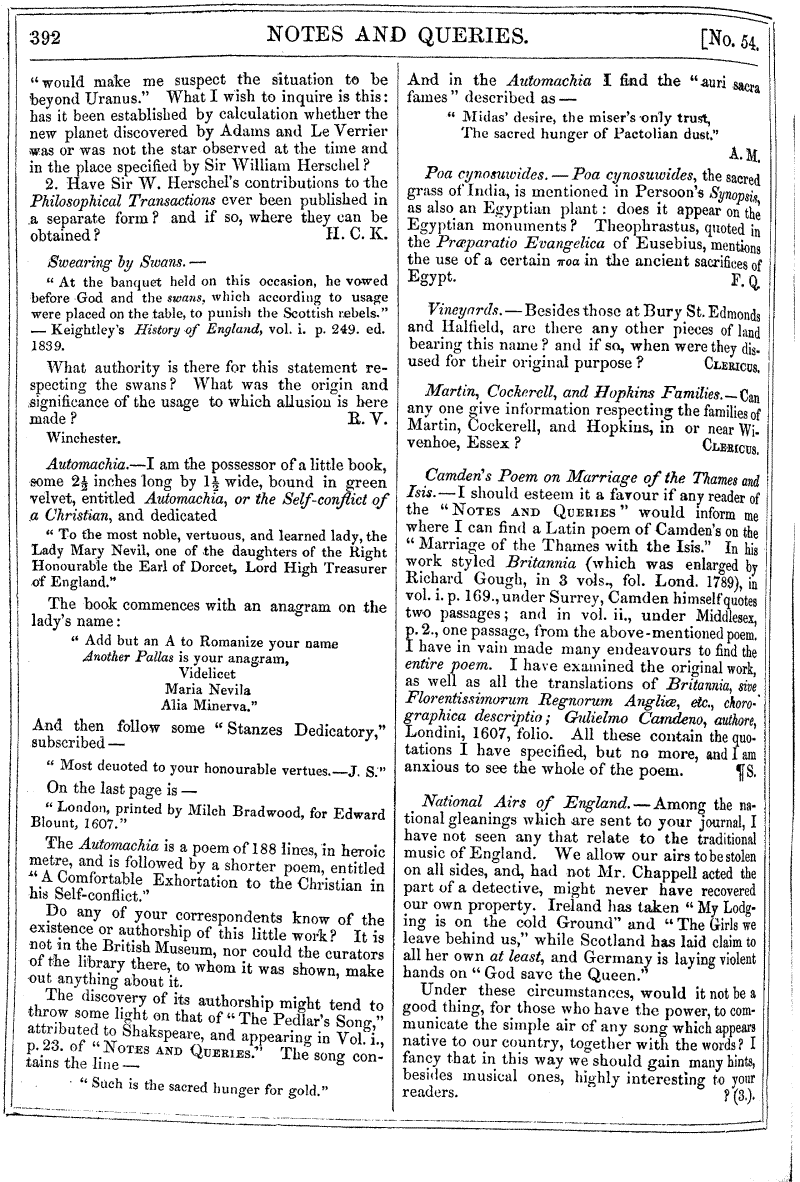 392 NOTES AND QUERIES. [No. 54.
“would make me suspect the situation to be
beyond Uranus.” What I wish to inquire is this:
has it been established by calculation whether the
new planet discovered by Adams and Le Verrier
was or was not the star observed at the time and
in the place specified by Sir William Herschel?
2. Have Sir W. Herschel's contributions to the
Philosophical Transactions ever been published in
a separate form? and if so, where they can be
obtained? H. C. K.
Swearing by Swans. —
“At the banquet held on this occasion, he vowed
before God and the swans, which according to usage
were placed on the table, to punish the Scottish rebels.”
— Keightley's History of England, vol. i. p. 249. ed.
1839.
What authority is there for this statement re-
specting the swans? What was the origin and
significance of the usage to which allusion is here
made? R. V.
Winchester.
Automachia.—I am the possessor of a little book,
some 2½ inches long by 1½ wide, bound in green
velvet, entitled Automachia, or the Self-conflict of
a Christian, and dedicated
“To the most noble, vertuous, and learned lady, the
Lady Mary Nevil, one of the daughters of the Right
Honourable the Earl of Dorcet, Lord High Treasurer
of England.”
The book commences with an anagram on the
lady's name:
“Add but an A to Romanize your name
Another Pallas is your anagram,
Videlicet
Maria Nevila
Alia Minerva.”
And then follow some “Stanzes Dedicatory,”
subscribed —
“Most deuoted to your honourable vertues.—J. S.”
On the last page is —
“London, printed by Milch Bradwood, for Edward
Blount, 1607.”
The Automachia is a poem of 188 lines, in heroic
metre, and is followed by a shorter poem, entitled
“A Comfortable Exhortation to the Christian in
his Self-conflict.”
Do any of your correspondents know of the
existence or authorship of this little work? It is
not in the British Museum, nor could the curators
of the library there, to whom it was shown, make
out anything about it.
The discovery of its authorship might tend to
throw some light on that of “The Pedlar's Song,”
attributed to Shakspeare, and appearing in Vol. i.,
p. 23. of “NOTES AND QUERIES.” The song con-
tains the line —
“Such is the sacred hunger for gold.”
And in the Automachia I find the “auri sacra
fames” described as —
“Midas' desire, the miser's only trust,
The sacred hunger of Pactolian dust.”
A. M.
Poa cynosuwides. — Poa cynosuwides, the sacred
grass of India, is mentioned in Persoon's Synopsis,
as also an Egyptian plant: does it appear on the
Egyptian monuments? Theophrastus, quoted in
the Præparatio Evangelica of Eusebius, mentions
the use of a certain ποα in the ancient sacrifices of
Egypt. F. Q.
Vineyards. — Besides those at Bury St. Edmonds
and Halfield, are there any other pieces of land
bearing this name? and if so, when were they dis-
used for their original purpose? CLERICUS.
Martin, Cockerell, and Hopkins Families. — Can
any one give information respecting the families of
Martin, Cockerell, and Hopkins, in or near Wi-
venhoe, Essex? CLERICUS.
Camden's Poem on Marriage of the Thames and
Isis. — I should esteem it a favour if any reader of
the “NOTES AND QUERIES” would inform me
where I can find a Latin poem of Camden's on the
“Marriage of the Thames with the Isis.” In his
work styled Britannia (which was enlarged by
Richard Gough, in 3 vols., fol. Lond. 1789), in
vol. i. p. 169., under Surrey, Camden himself quotes
two passages; and in vol. ii., under Middlesex,
p. 2., one passage, from the above-mentioned poem.
I have in vain made many endeavours to find the
entire poem. I have examined the original work,
as well as all the translations of Britannia, sive
Florentissimorum Regnorum Angliæ, etc., choro-
graphica descriptio; Gulielmo Camdeno, authore,
Londini, 1607, folio. All these contain the quo-
tations I have specified, but no more, and I am
anxious to see the whole of the poem. ¶S.
National Airs of England. — Among the na-
tional gleanings which are sent to your journal, I
have not seen any that relate to the traditional
music of England. We allow our airs to be stolen
on all sides, and, had not Mr. Chappell acted the
part of a detective, might never have recovered
our own property. Ireland has taken “My Lodg-
ing is on the cold Ground” and “The Girls we
leave behind us,” while Scotland has laid claim to
all her own at least, and Germany is laying violent
hands on “God save the Queen.”
Under these circumstances, would it not be a
good thing, for those who have the power, to com-
municate the simple air of any song which appears
native to our country, together with the words? I
fancy that in this way we should gain many hints,
besides musical ones, highly interesting to your
readers. ? (3.).